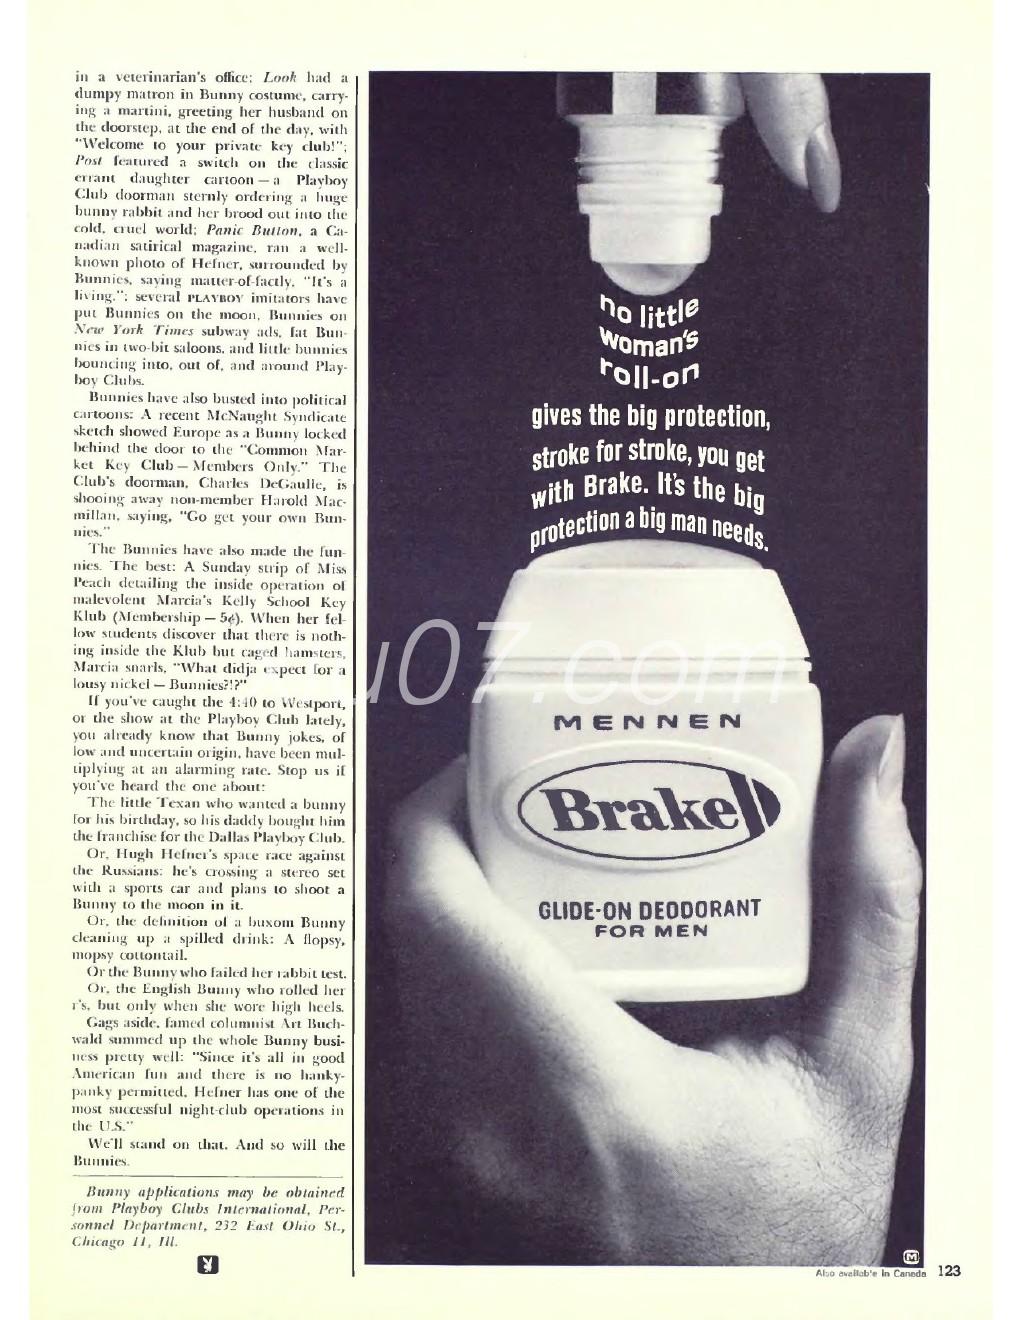 in a veterinarian's office; Look had a
dumpy matron in Bunny costume, carry-
ing a martini, greeting her husband on
the doorstep, at the end of the day, with
"Welcome to your private key club!";
Post featured a switch on the classic
errant daughter cartoon — a Playboy
Club doorman sternly ordering a huge
bunny rabbit and her brood out into the
cold, cruel world; Panic Button, a Ca-
nadian satirical magazine, ran a well-
known photo of Hefner, surrounded by
Bunnies, saying matter-of-factly, "It's a
living."; several PLAYBOY imitators have
put Bunnies on the moon, Bunnies on
New York Times subway ads, fat Bun-
nies in two-bit saloons, and little bunnies
bouncing into, out of, and around Play-
boy Clubs.
Bunnies have also busted into political
cartoons: A recent McNaught Syndicate
sketch showed Europe as a Bunny locked
behind the door to the "Common Mar-
ket Key Club — Members Only." The
Club's doorman, Charles DeGaulle, is
shooing away non-member Harold Mac-
millan, saying, "Go get your own Bun-
nies."
The Bunnies have also made the fun-
nies. The best: A Sunday strip of Miss
Peach detailing the inside operation of
malevolent Marcia's Kelly School Key
Klub (Membership — 5¢). When her fel-
low students discover that there is noth-
ing inside the Klub but caged hamsters,
Marcia snarls, "What didja expect for a
lousy nickel — Bunnies?!?"
If you've caught the 4:40 to Westport,
or the show at the Playboy Club lately,
you already know that Bunny jokes, of
low and uncertain origin, have been mul-
tiplying at an alarming rate. Stop us if
you've heard the one about:
The little Texan who wanted a bunny
for his birthday, so his daddy bought him
the franchise for the Dallas Playboy Club.
Or, Hugh Hefner's space race against
the Russians: he's crossing a stereo set
with a sports car and plans to shoot a
Bunny to the moon in it.
Or, the definition of a buxom Bunny
cleaning up a spilled drink: A flopsy,
mopsy cottontail.
Or the Bunny who failed her rabbit test.
Or, the English Bunny who rolled her
r's, but only when she wore high heels.
Gags aside, famed columnist Art Buch-
wald summed up the whole Bunny busi-
ness pretty well: "Since it's all in good
American fun and there is no hanky-
panky permitted, Hefner has one of the
most successful night-club operations in
the U.S."
We'll stand on that. And so will the
Bunnies.
Bunny applications may be obtained
from Playboy Clubs International, Per-
sonnel Department, 232 East Ohio St.,
Chicago 11, Ill.
no little
woman's
roll-on
gives the big protection,
stroke for stroke, you get
with Brake. It's the big
protection a big man needs.
MENNEN
Brake
GLIDE-ON DEODORANT
FOR MEN
M
Also available in Canada
123
u07.com